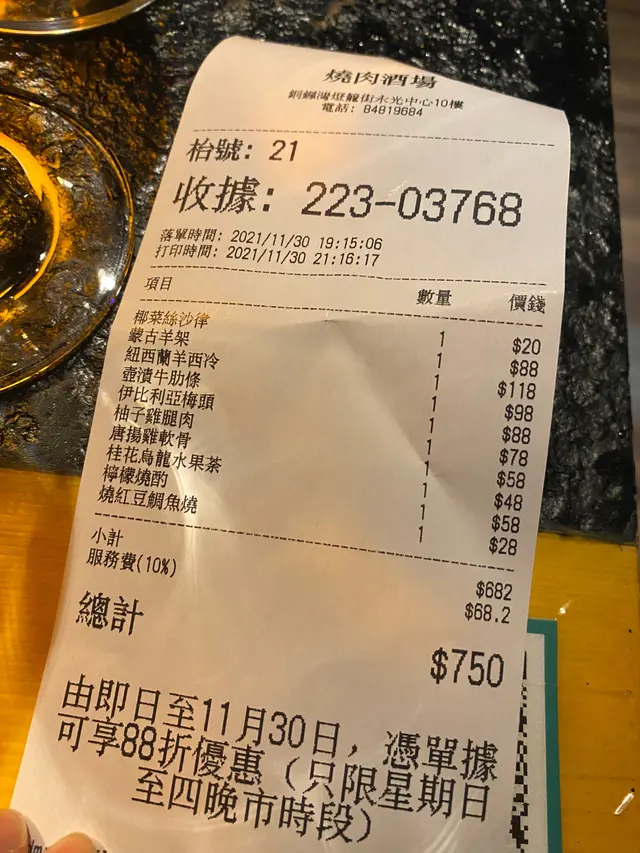 燒肉酒場
銅鑼灣燈籠街永光中心10樓
電話: 84819684
枱號: 21
收據: 223-03768
落單時間: 2021/11/30 19:15:06
打印時間: 2021/11/30 21:16:17
項目 數量 價錢
椰菜絲沙律 1 $20
蒙古羊架 1 $88
紐西蘭羊西冷 1 $118
壺漬牛肋條 1 $98
伊比利亞梅頭 1 $88
柚子雞腿肉 1 $78
唐揚雞軟骨 1 $58
桂花烏龍水果茶 1 $48
檸檬燒酌 1 $58
燒紅豆鯛魚燒 1 $28
小計 $682
服務費(10%) $68.2
總計 $750
由即日至11月30日, 憑單據
可享88折優惠 (只限星期日
至四晚市時段)